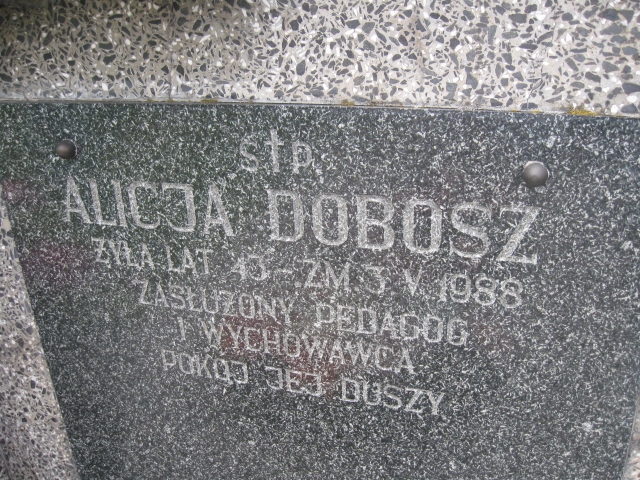 ś†p.
ALICJA DOBOSZ
ŻYŁA LAT 43 - ZM. 3 V. 1988
ZASŁUŻONY PEDAGOG
I WYCHOWAWCA
POKÓJ JEJ DUSZY